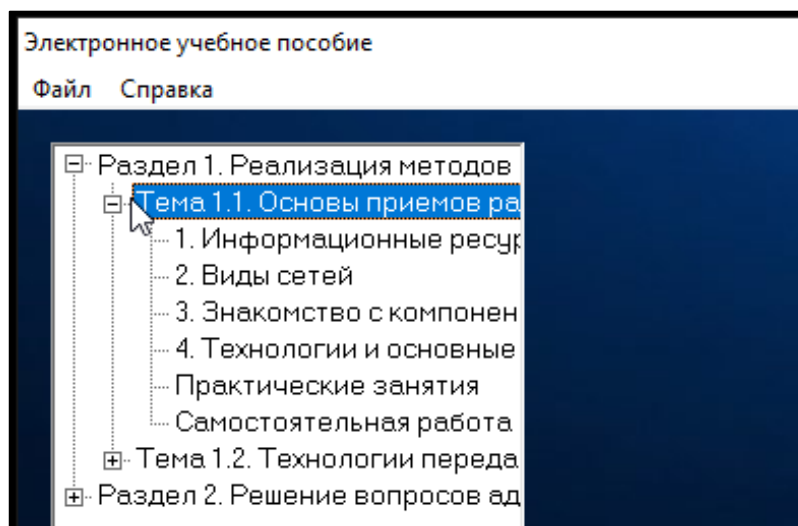 Электронное учебное пособие
Файл Справка
Раздел 1. Реализация методов
Тема 1.1. Основы приемов ра
1. Информационные ресур
2. Виды сетей
3. Знакомство с компонен
4. Технологии и основные
Практические занятия
Самостоятельная работа
Тема 1.2. Технологии переда
Раздел 2. Решение вопросов ад